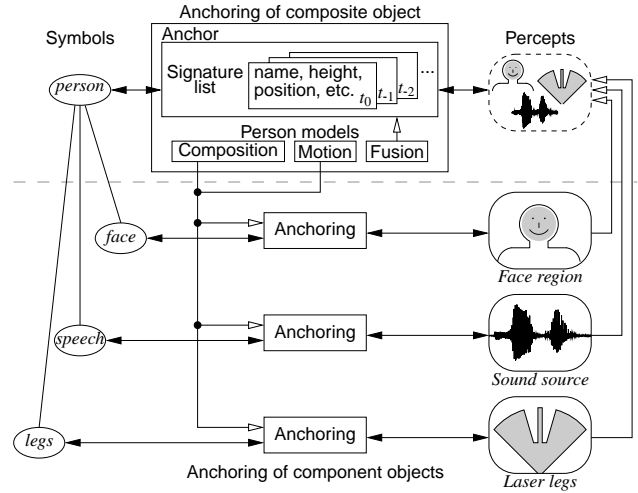 Anchoring of composite object
Symbols
Percepts
Anchor
person
Signature
list
name, height,
position, etc.
t0
t-1
t-2
...
Person models
Composition
Motion
Fusion
face
Anchoring
Face region
speech
Anchoring
Sound source
legs
Anchoring
Laser legs
Anchoring of component objects